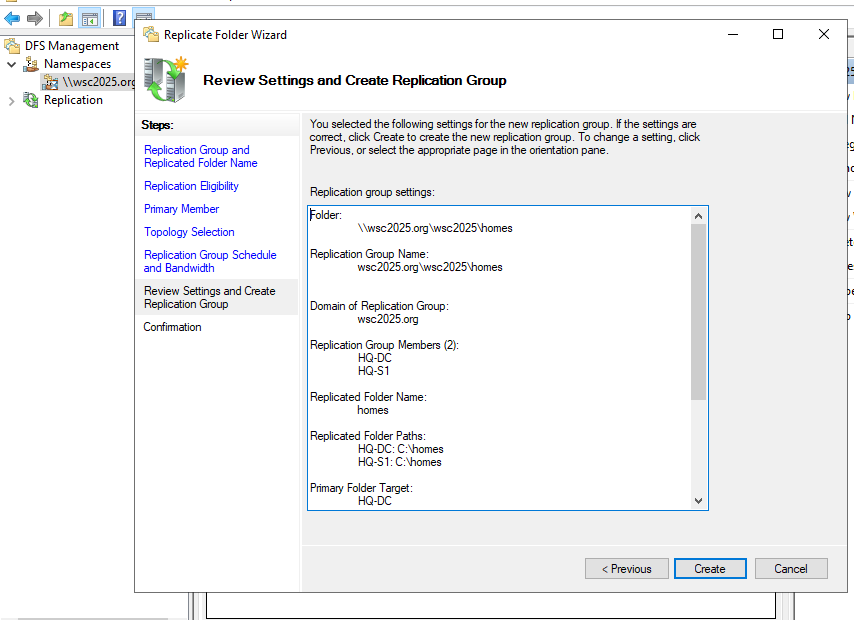 Replicate Folder Wizard
DFS Management
Namespaces
\\wsc2025.org
Replication
Review Settings and Create Replication Group
Steps:
Replication Group and
Replicated Folder Name
Replication Eligibility
Primary Member
Topology Selection
Replication Group Schedule
and Bandwidth
Review Settings and Create
Replication Group
Confirmation
You selected the following settings for the new replication group. If the settings are
correct, click Create to create the new replication group. To change a setting, click
Previous, or select the appropriate page in the orientation pane.
Replication group settings:
Folder:
\\wsc2025.org\wsc2025\homes
Replication Group Name:
wsc2025.org\wsc2025\homes
Domain of Replication Group:
wsc2025.org
Replication Group Members (2):
HQ-DC
HQ-S1
Replicated Folder Name:
homes
Replicated Folder Paths:
HQ-DC: C:\homes
HQ-S1: C:\homes
Primary Folder Target:
HQ-DC
< Previous
Create
Cancel